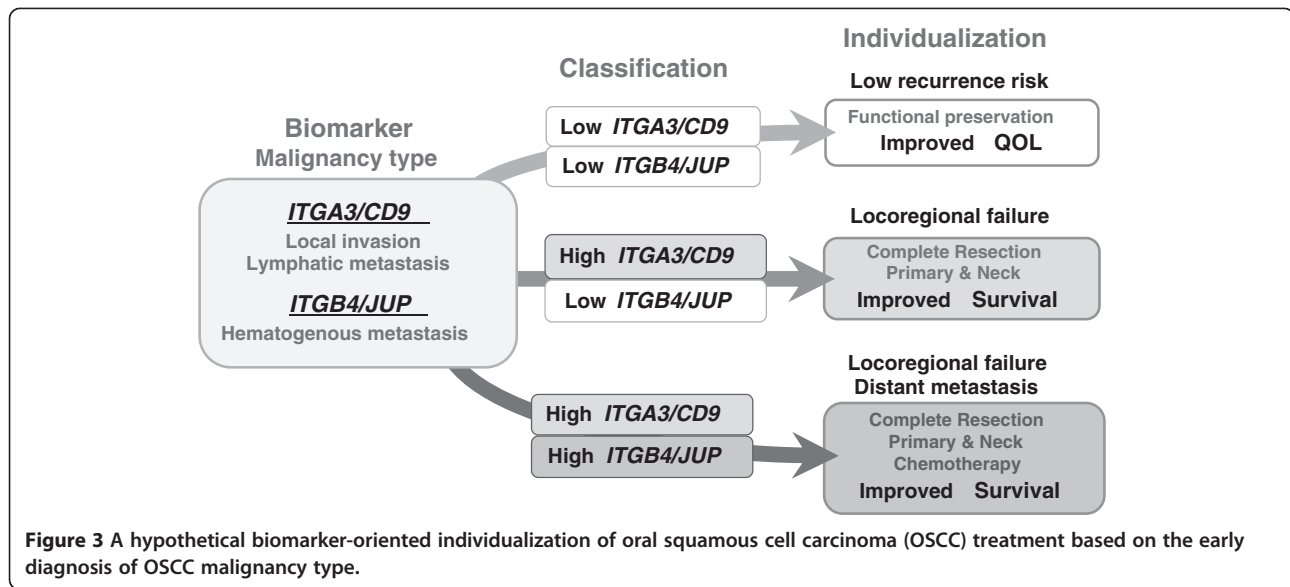 Individualization
Classification
Low recurrence risk
Biomarker
Malignancy type
Low ITGA3/CD9
Low ITGB4/JUP
Functional preservation
Improved QOL
ITGA3/CD9
Local invasion
Lymphatic metastasis
ITGB4/JUP
Hematogenous metastasis
High ITGA3/CD9
Low ITGB4/JUP
Locoregional failure
Complete Resection
Primary & Neck
Improved Survival
High ITGA3/CD9
High ITGB4/JUP
Locoregional failure
Distant metastasis
Complete Resection
Primary & Neck
Chemotherapy
Improved Survival
Figure 3 A hypothetical biomarker-oriented individualization of oral squamous cell carcinoma (OSCC) treatment based on the early
diagnosis of OSCC malignancy type.